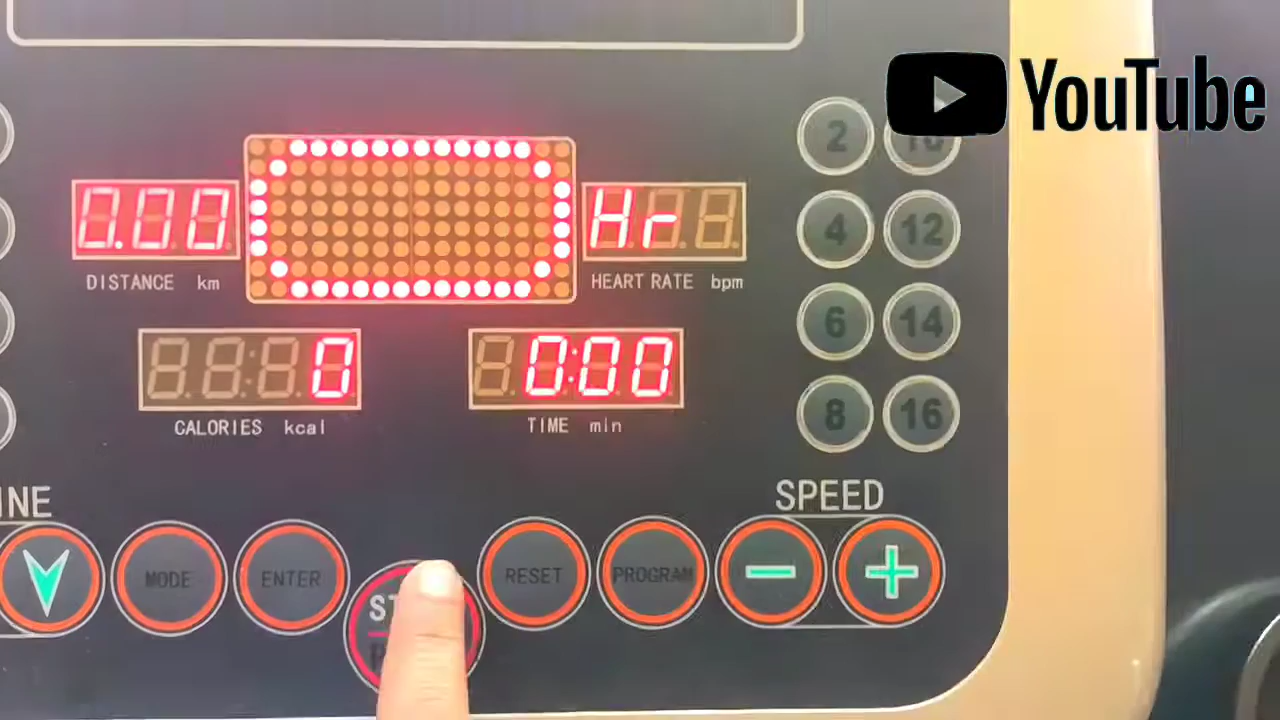 YouTube
2
0.00
Hr
4
12
DISTANCE km
HEART RATE bpm
6
14
0
0:00
8
16
CALORIES kcal
TIME min
SPEED
MODE
ENTER
RESET
PROGRAM
- +